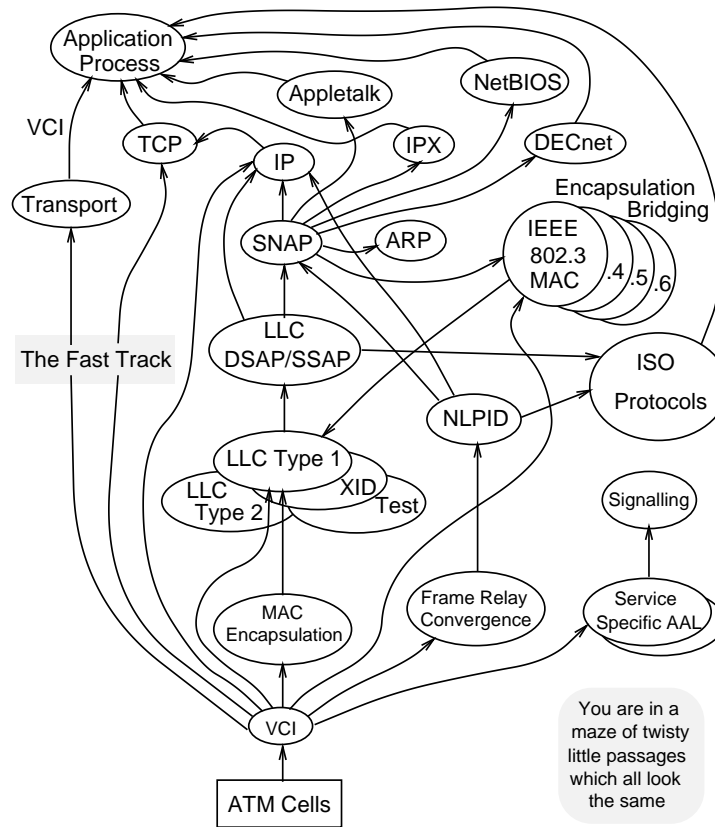 Application
Process
NetBIOS
Appletalk
VCI
TCP
IPX
DECnet
IP
Encapsulation
Bridging
Transport
SNAP
ARP
IEEE
802.3
MAC
.4
.5
.6
The Fast Track
LLC
DSAP/SSAP
ISO
Protocols
NLPID
LLC Type 1
XID
LLC
Type 2
Test
Signalling
MAC
Encapsulation
Frame Relay
Convergence
Service
Specific AAL
VCI
You are in a
maze of twisty
little passages
which all look
the same
ATM Cells